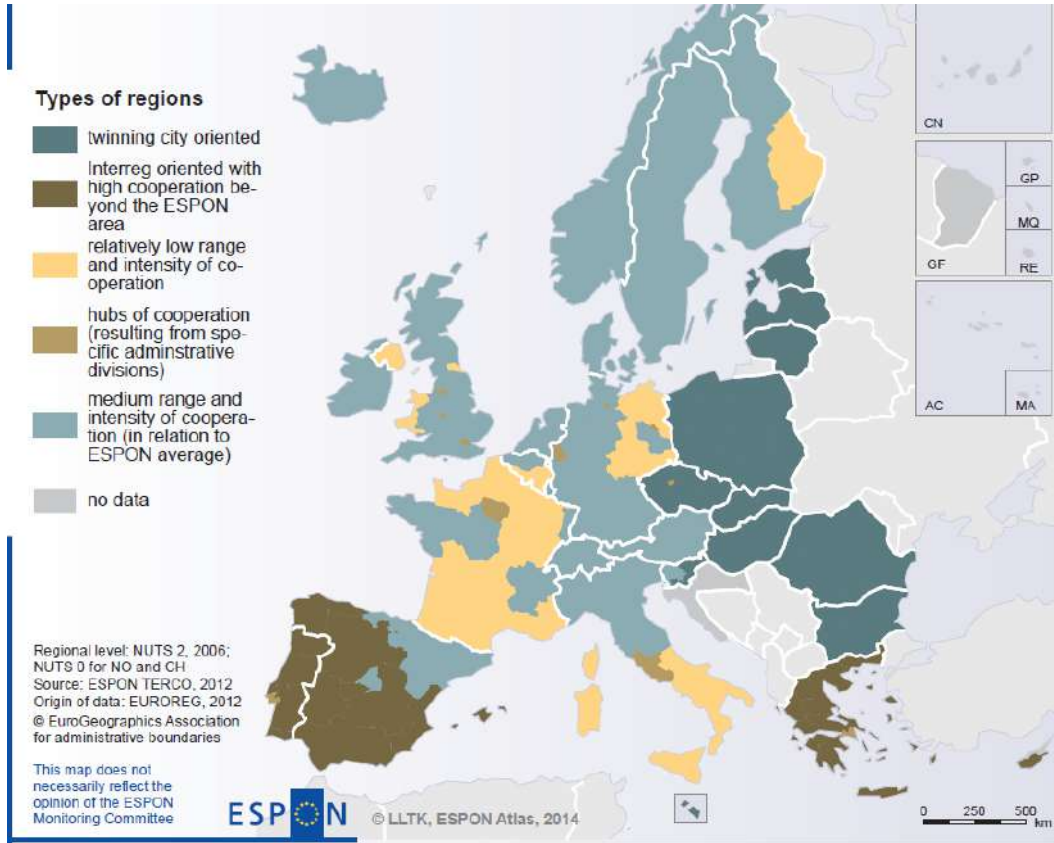 Types of regions
twinning city oriented
Interreg oriented with
high cooperation be-
yond the ESPON
area
relatively low range
and intensity of co-
operation
hubs of cooperation
(resulting from spe-
cific adminstrative
divisions)
medium range and
intensity of coopera-
tion (in relation to
ESPON average)
no data
CN
GP
MQ
GF
RE
AC
MA
Regional level: NUTS 2, 2006;
NUTS 0 for NO and CH
Source: ESPON TERCO, 2012
Origin of data: EUROREG, 2012
© EuroGeographics Association
for administrative boundaries
This map does not
necessarily reflect the
opinion of the ESPON
Monitoring Committee
ESPON
© LLTK, ESPON Atlas, 2014
0 250 500
km